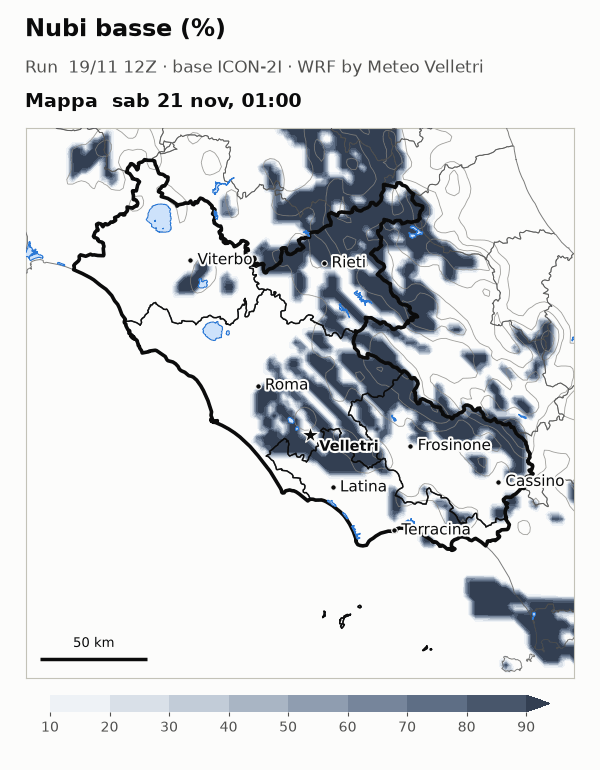 Nubi basse (%)
Run 19/11 12Z · base ICON-2I · WRF by Meteo Velletri
Mappa sab 21 nov, 01:00
Viterbo
Rieti
Roma
Velletri
Frosinone
Cassino
Latina
Terracina
50 km
10 20 30 40 50 60 70 80 90